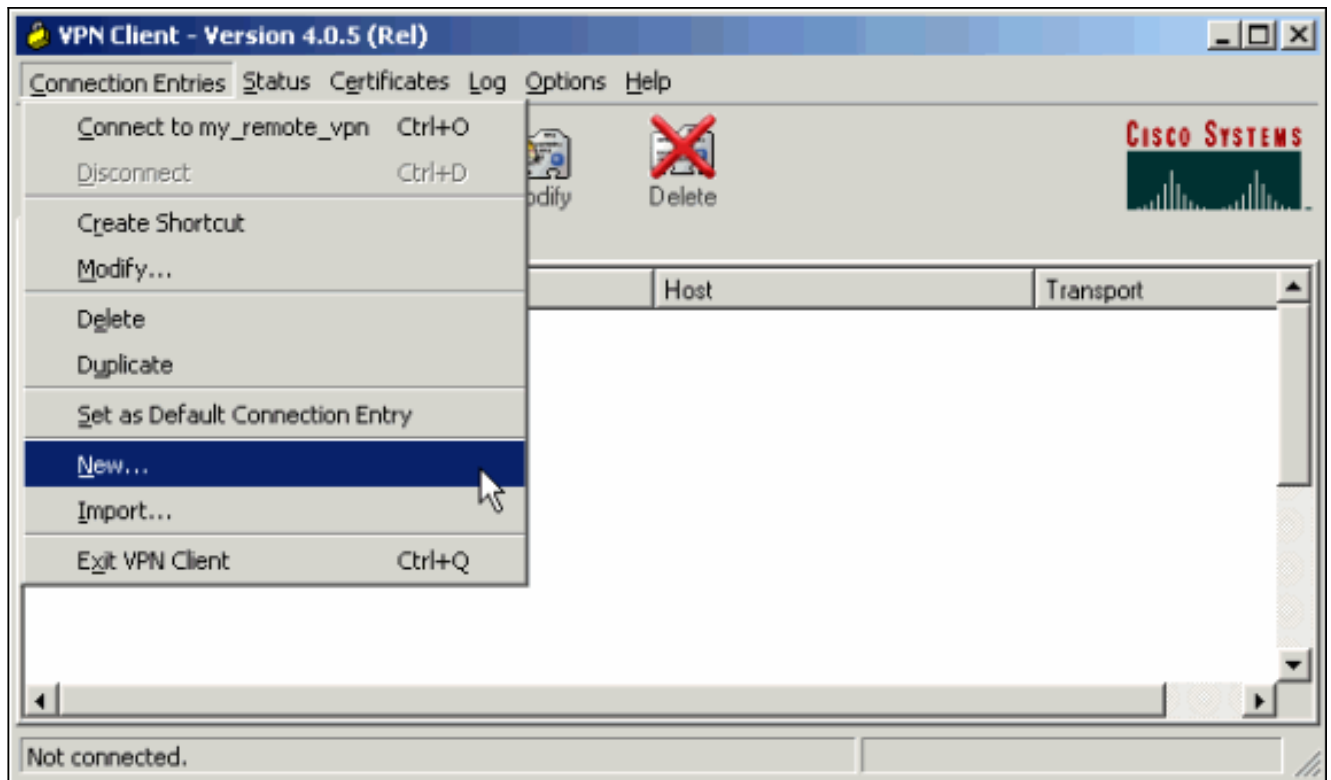 VPN Client - Version 4.0.5 (Rel)
Connection Entries Status Certificates Log Options Help
Connect to my_remote_vpn Ctrl+O
Disconnect Ctrl+D
Create Shortcut
Modify...
Delete
Duplicate
Set as Default Connection Entry
New...
Import...
Exit VPN Client Ctrl+Q
odify Delete
CISCO SYSTEMS
Host Transport
Not connected.